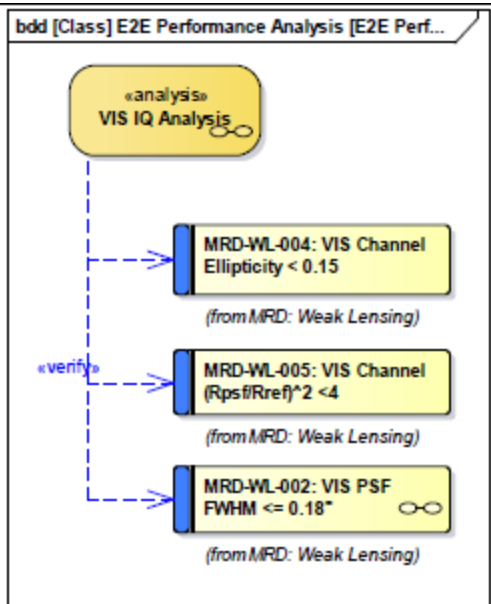 bdd [Class] E2E Performance Analysis [E2E Perf...
«analysis»
VIS IQ Analysis
MRD-WL-004: VIS Channel
Ellipticity < 0.15
(from MRD: Weak Lensing)
«verify»
MRD-WL-005: VIS Channel
(Rpsf/Rref)^2 <4
(from MRD: Weak Lensing)
MRD-WL-002: VIS PSF
FWHM <= 0.18"
(from MRD: Weak Lensing)